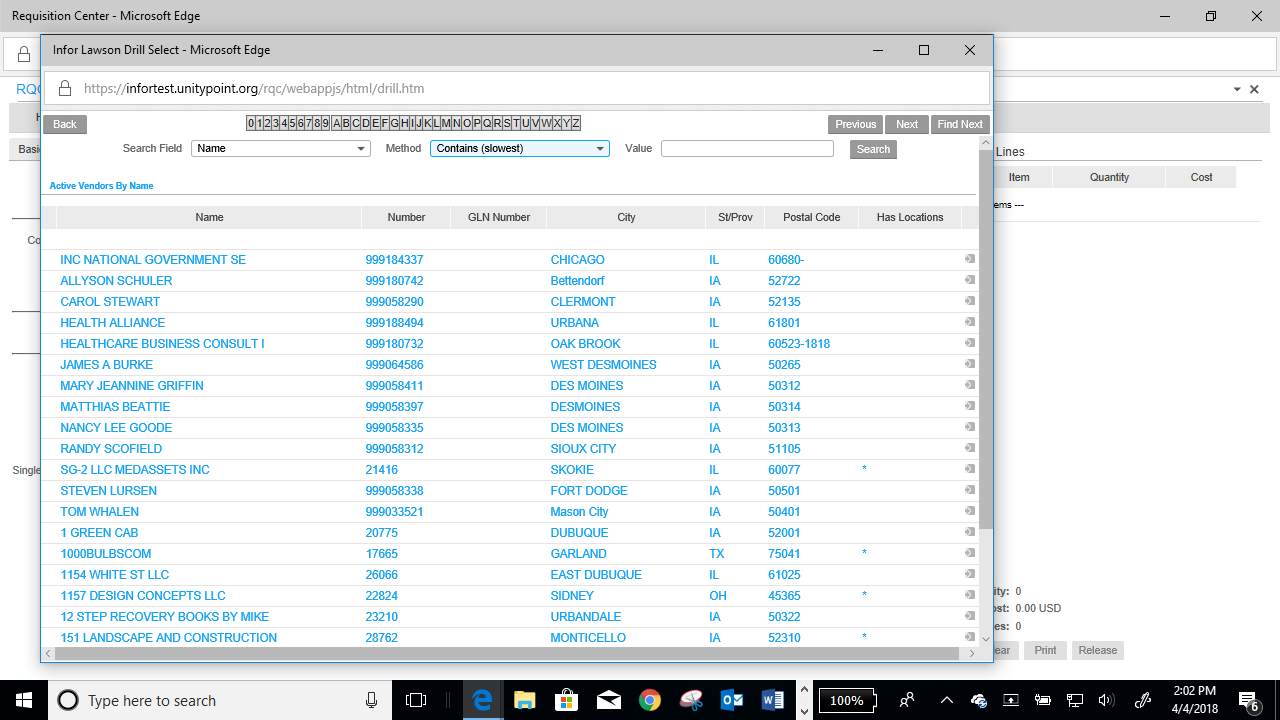 Requisition Center - Microsoft Edge
Infor Lawson Drill Select - Microsoft Edge
https://infortest.unitypoint.org/rqc/webappjs/html/drill.htm
Back
0 1 2 3 4 5 6 7 8 9 A B C D E F G H I J K L M N O P Q R S T U V W X Y Z
Previous Next Find Next
Search Field Name Method Contains (slowest) Value Search
Active Vendors By Name
Name Number GLN Number City St/Prov Postal Code Has Locations
INC NATIONAL GOVERNMENT SE 999184337 CHICAGO IL 60680-
ALLYSON SCHULER 999180742 Bettendorf IA 52722
CAROL STEWART 999058290 CLERMONT IA 52135
HEALTH ALLIANCE 999188494 URBANA IL 61801
HEALTHCARE BUSINESS CONSULT I 999180732 OAK BROOK IL 60523-1818
JAMES A BURKE 999064586 WEST DESMOINES IA 50265
MARY JEANNINE GRIFFIN 999058411 DES MOINES IA 50312
MATTHIAS BEATTIE 999058397 DESMOINES IA 50314
NANCY LEE GOODE 999058335 DES MOINES IA 50313
RANDY SCOFIELD 999058312 SIOUX CITY IA 51105
SG-2 LLC MEDASSETS INC 21416 SKOKIE IL 60077 *
STEVEN LURSEN 999058338 FORT DODGE IA 50501
TOM WHALEN 999033521 Mason City IA 50401
1 GREEN CAB 20775 DUBUQUE IA 52001
1000BULBSCOM 17665 GARLAND TX 75041 *
1154 WHITE ST LLC 26066 EAST DUBUQUE IL 61025
1157 DESIGN CONCEPTS LLC 22824 SIDNEY OH 45365 *
12 STEP RECOVERY BOOKS BY MIKE 23210 URBANDALE IA 50322
151 LANDSCAPE AND CONSTRUCTION 28762 MONTICELLO IA 52310 *
RQC
Basi
Co
Single
Lines
Item Quantity Cost
ems ---
ity: 0
ost: 0.00 USD
es: 0
ear Print Release
Type here to search
100%
2:02 PM
4/4/2018
6